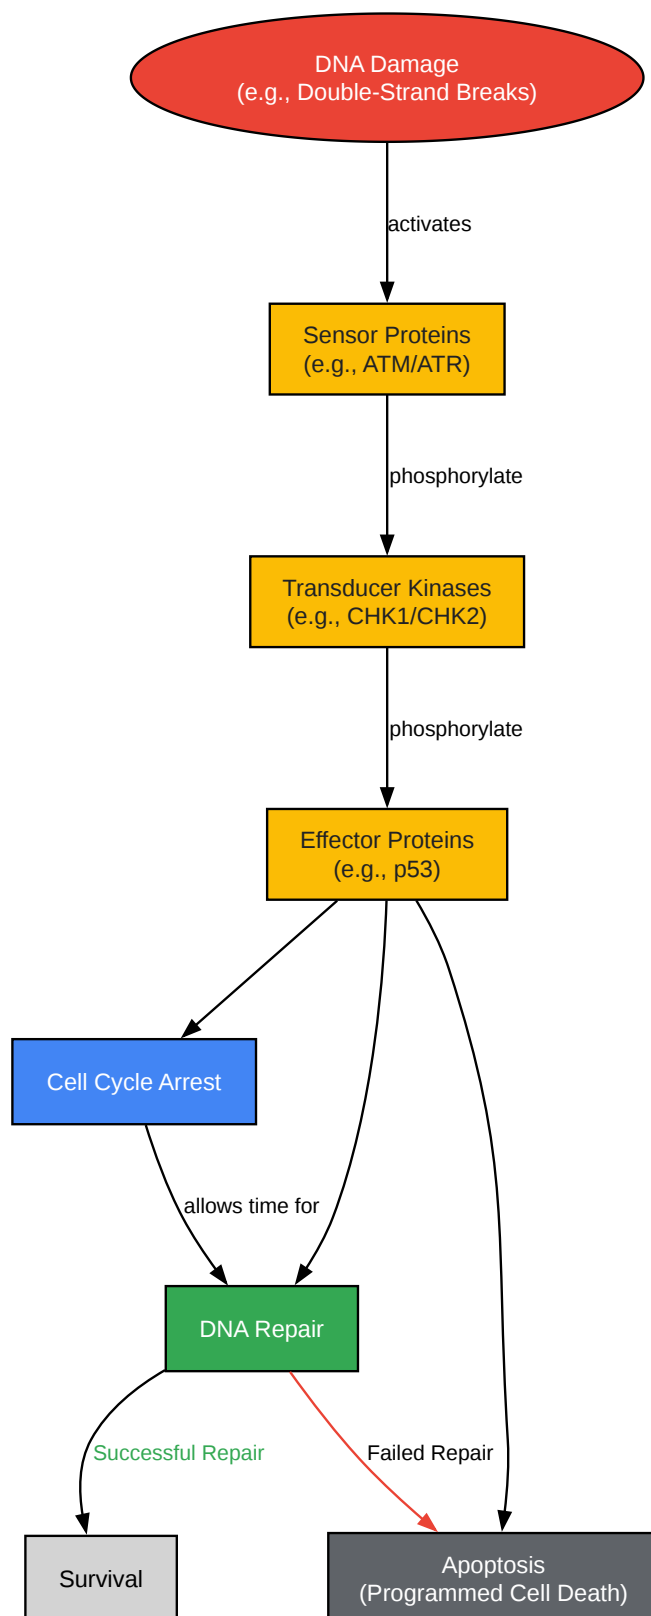 DNA Damage
(e.g., Double-Strand Breaks)
activates
Sensor Proteins
(e.g., ATM/ATR)
phosphorylate
Transducer Kinases
(e.g., CHK1/CHK2)
phosphorylate
Effector Proteins
(e.g., p53)
Cell Cycle Arrest
allows time for
DNA Repair
Successful Repair
Failed Repair
Survival
Apoptosis
(Programmed Cell Death)